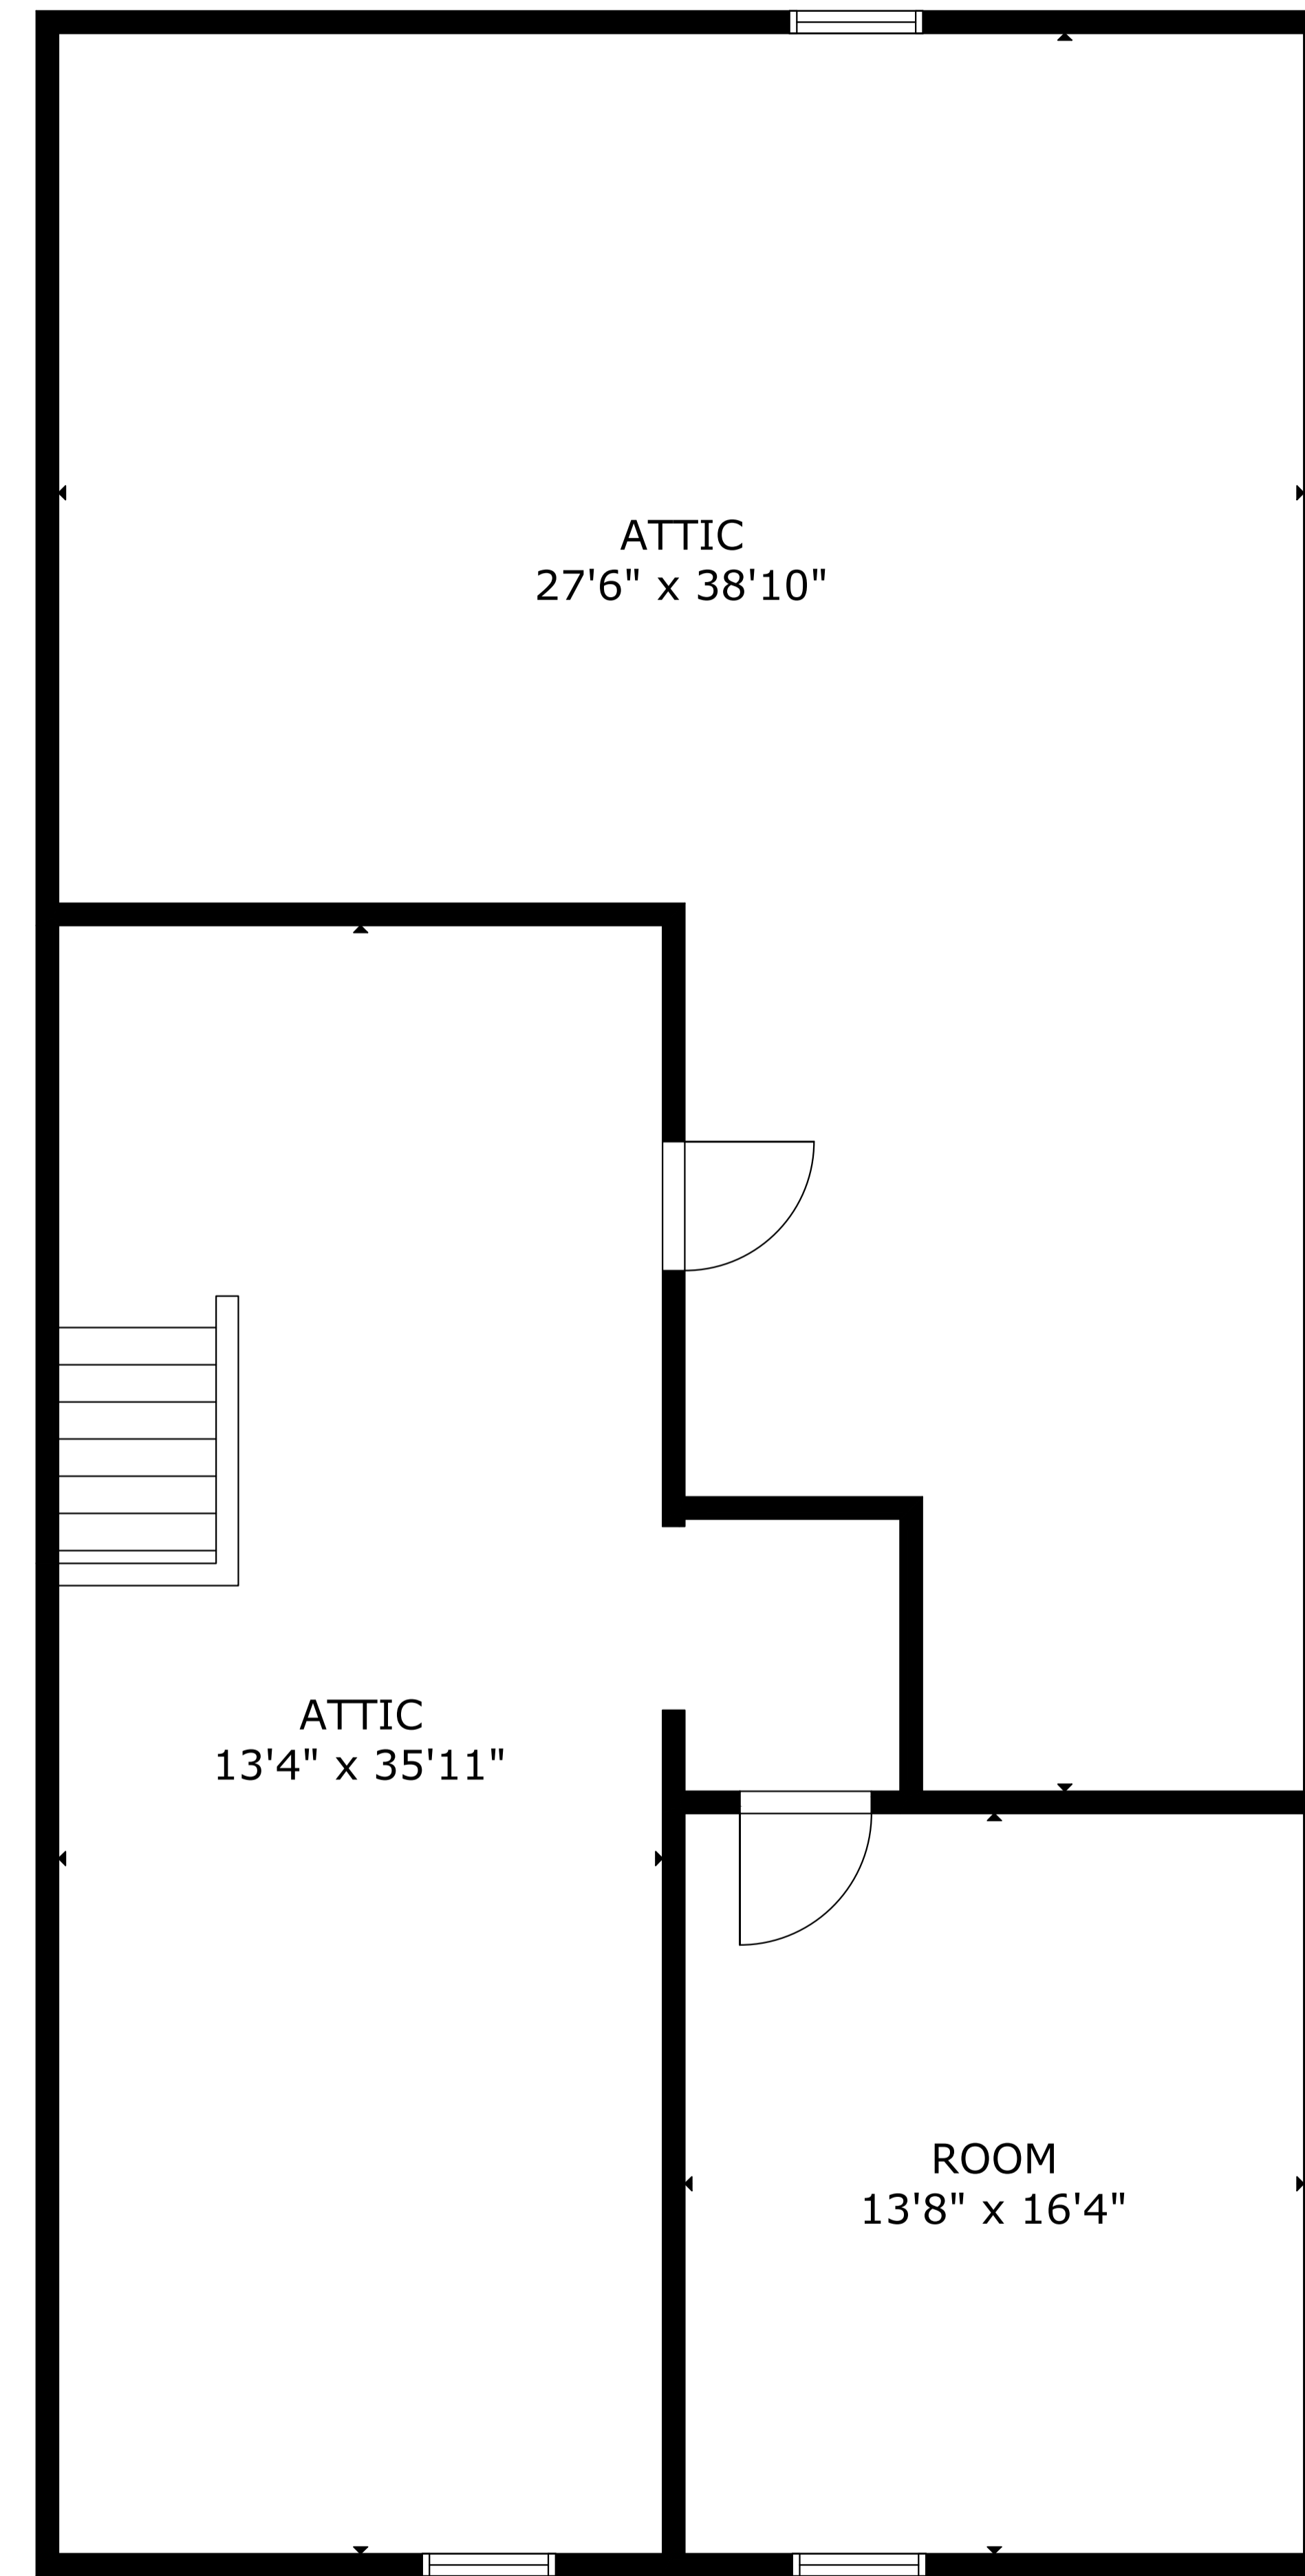 ATTIC
27'6" x 38'10"
ATTIC
13'4" x 35'11"
ROOM
13'8" x 16'4"